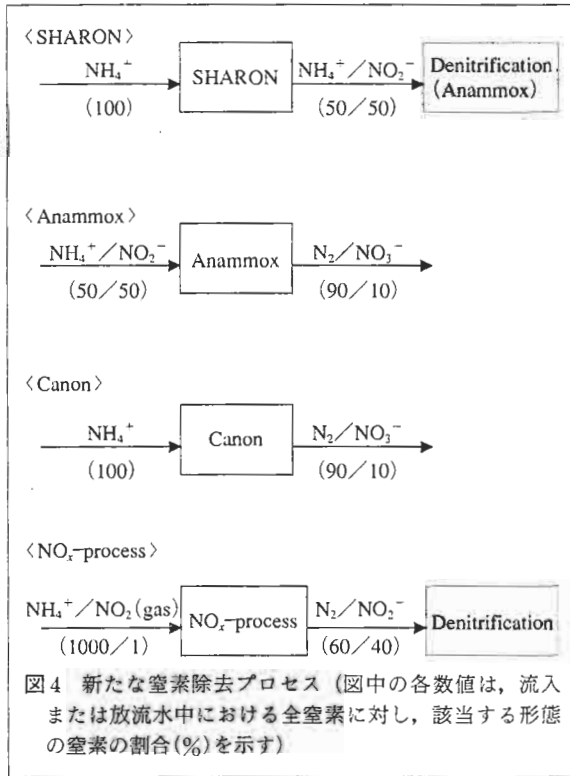 〈SHARON〉
NH₄⁺
(100)
SHARON
NH₄⁺／NO₂⁻
(50／50)
Denitrification
(Anammox)
〈Anammox〉
NH₄⁺／NO₂⁻
(50／50)
Anammox
N₂／NO₃⁻
(90／10)
〈Canon〉
NH₄⁺
(100)
Canon
N₂／NO₃⁻
(90／10)
〈NOₓ-process〉
NH₄⁺／NO₂(gas)
(1000／1)
NOₓ-process
N₂／NO₂⁻
(60／40)
Denitrification
図4 新たな窒素除去プロセス（図中の各数値は，流入
または放流水中における全窒素に対し，該当する形態
の窒素の割合(%)を示す）